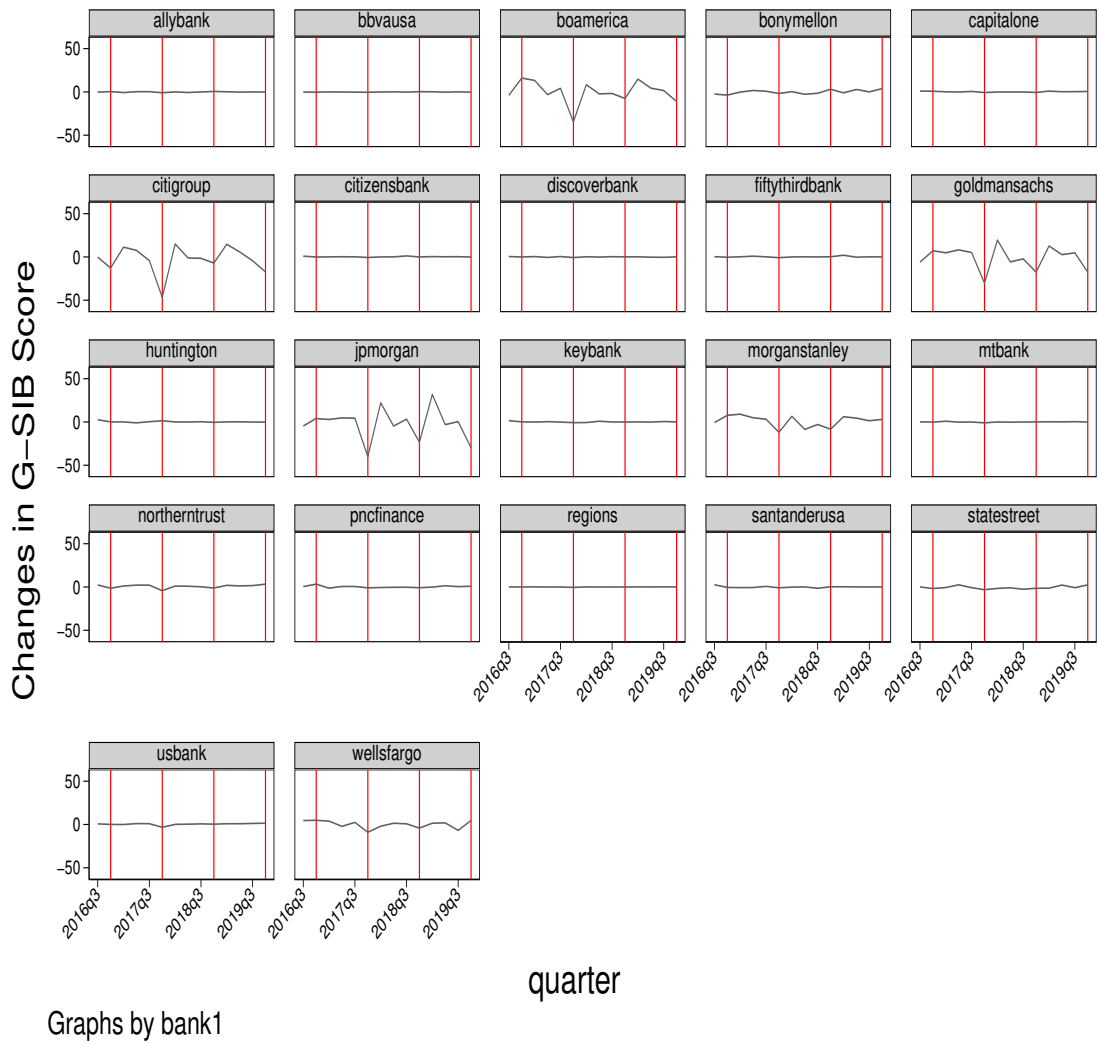 allybank bbvausa boamerica bonymellon capitalone
50
0
−50
citigroup citizensbank discoverbank fiftythirdbank goldmansachs
50
0
−50
huntington jpmorgan keybank morganstanley mtbank
50
0
−50
northerntrust pncfinance regions santanderusa statestreet
50
0
−50
2016q3 2017q3 2018q3 2019q3 2016q3 2017q3 2018q3 2019q3 2016q3 2017q3 2018q3 2019q3
usbank wellsfargo
50
0
−50
2016q3 2017q3 2018q3 2019q3 2016q3 2017q3 2018q3 2019q3
Changes in G−SIB Score
quarter
Graphs by bank1